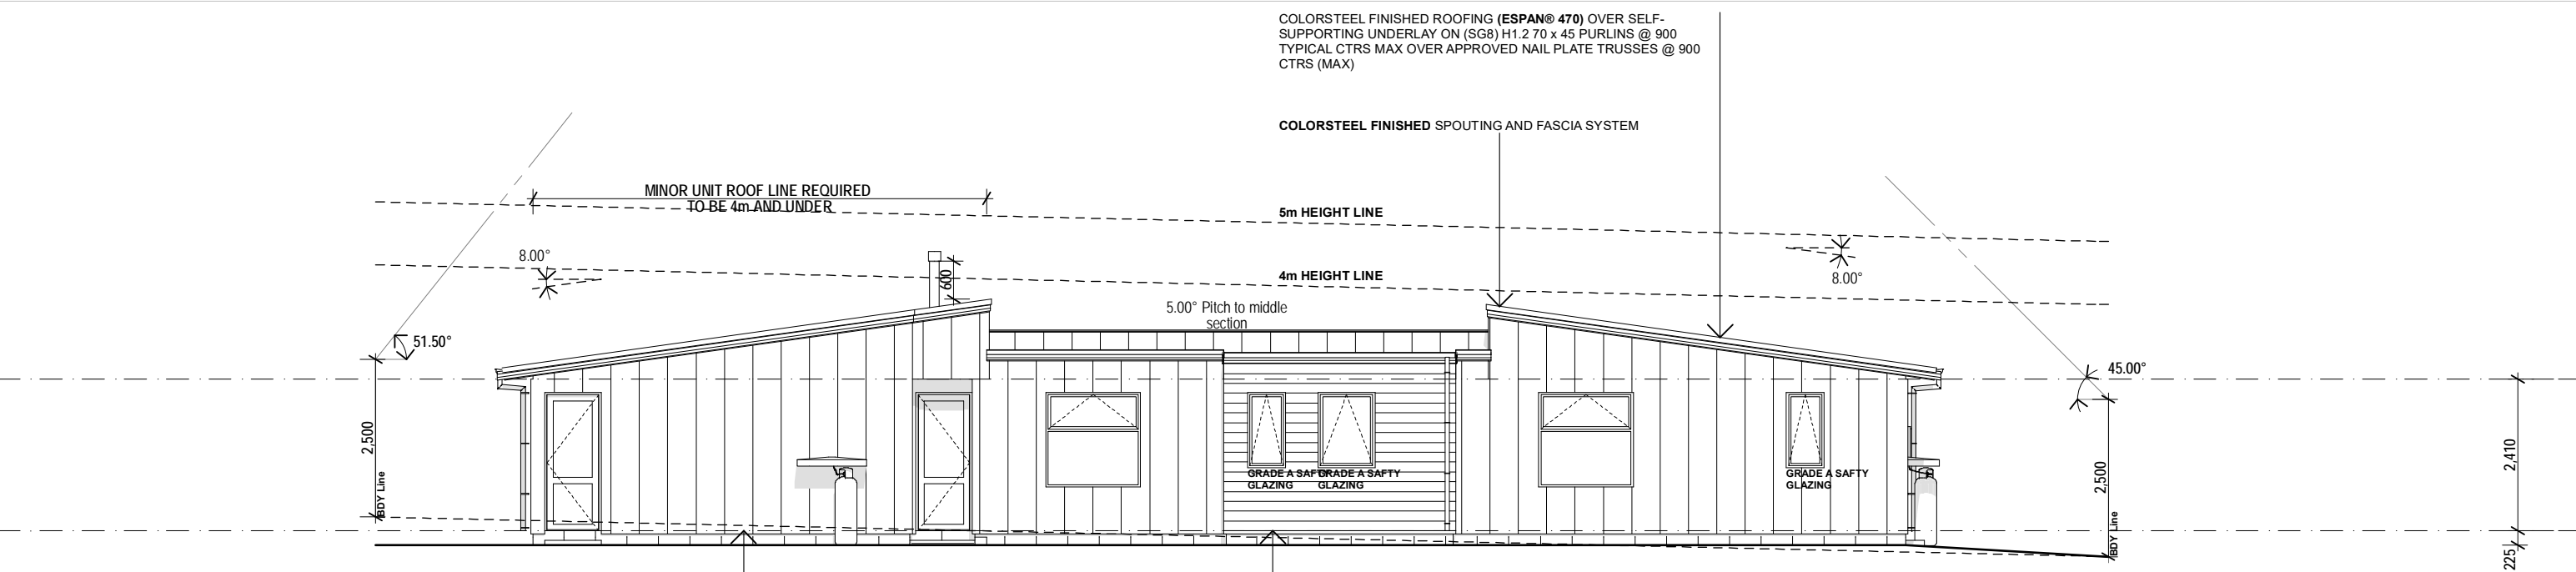 COLORSTEEL FINISHED ROOFING (ESPAN® 470) OVER SELF-
SUPPORTING UNDERLAY ON (SG8) H1.2 70 x 45 PURLINS @ 900
TYPICAL CTRS MAX OVER APPROVED NAIL PLATE TRUSSES @ 900
CTRS (MAX)
COLORSTEEL FINISHED SPOUTING AND FASCIA SYSTEM
MINOR UNIT ROOF LINE REQUIRED
TO BE 4m AND UNDER
5m HEIGHT LINE
8.00°
600
4m HEIGHT LINE
8.00°
5.00° Pitch to middle
section
51.50°
45.00°
2,500
BDY Line
GRADE A SAFTY
GLAZING
GRADE A SAFTY
GLAZING
GRADE A SAFTY
GLAZING
2,500
BDY Line
2,410
225